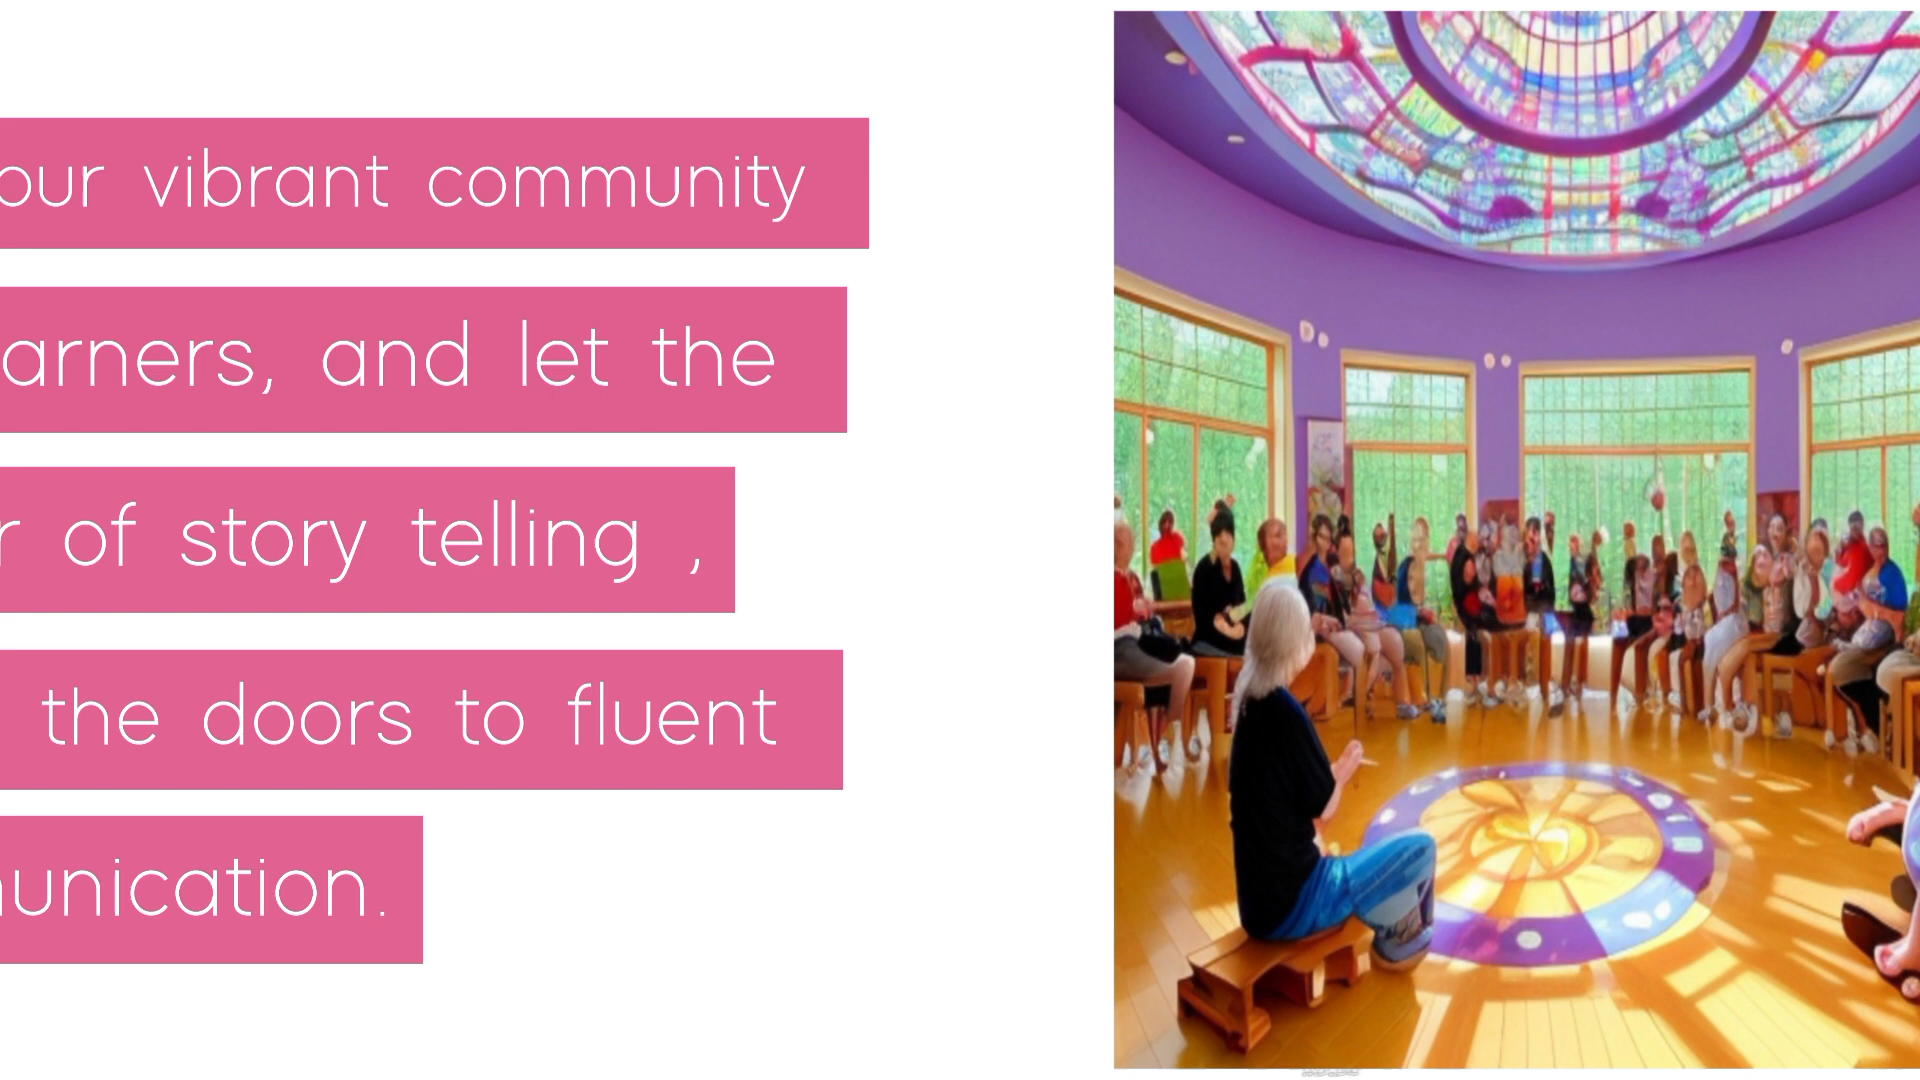 our vibrant community
arners, and let the
r of story telling ,
the doors to fluent
unication.